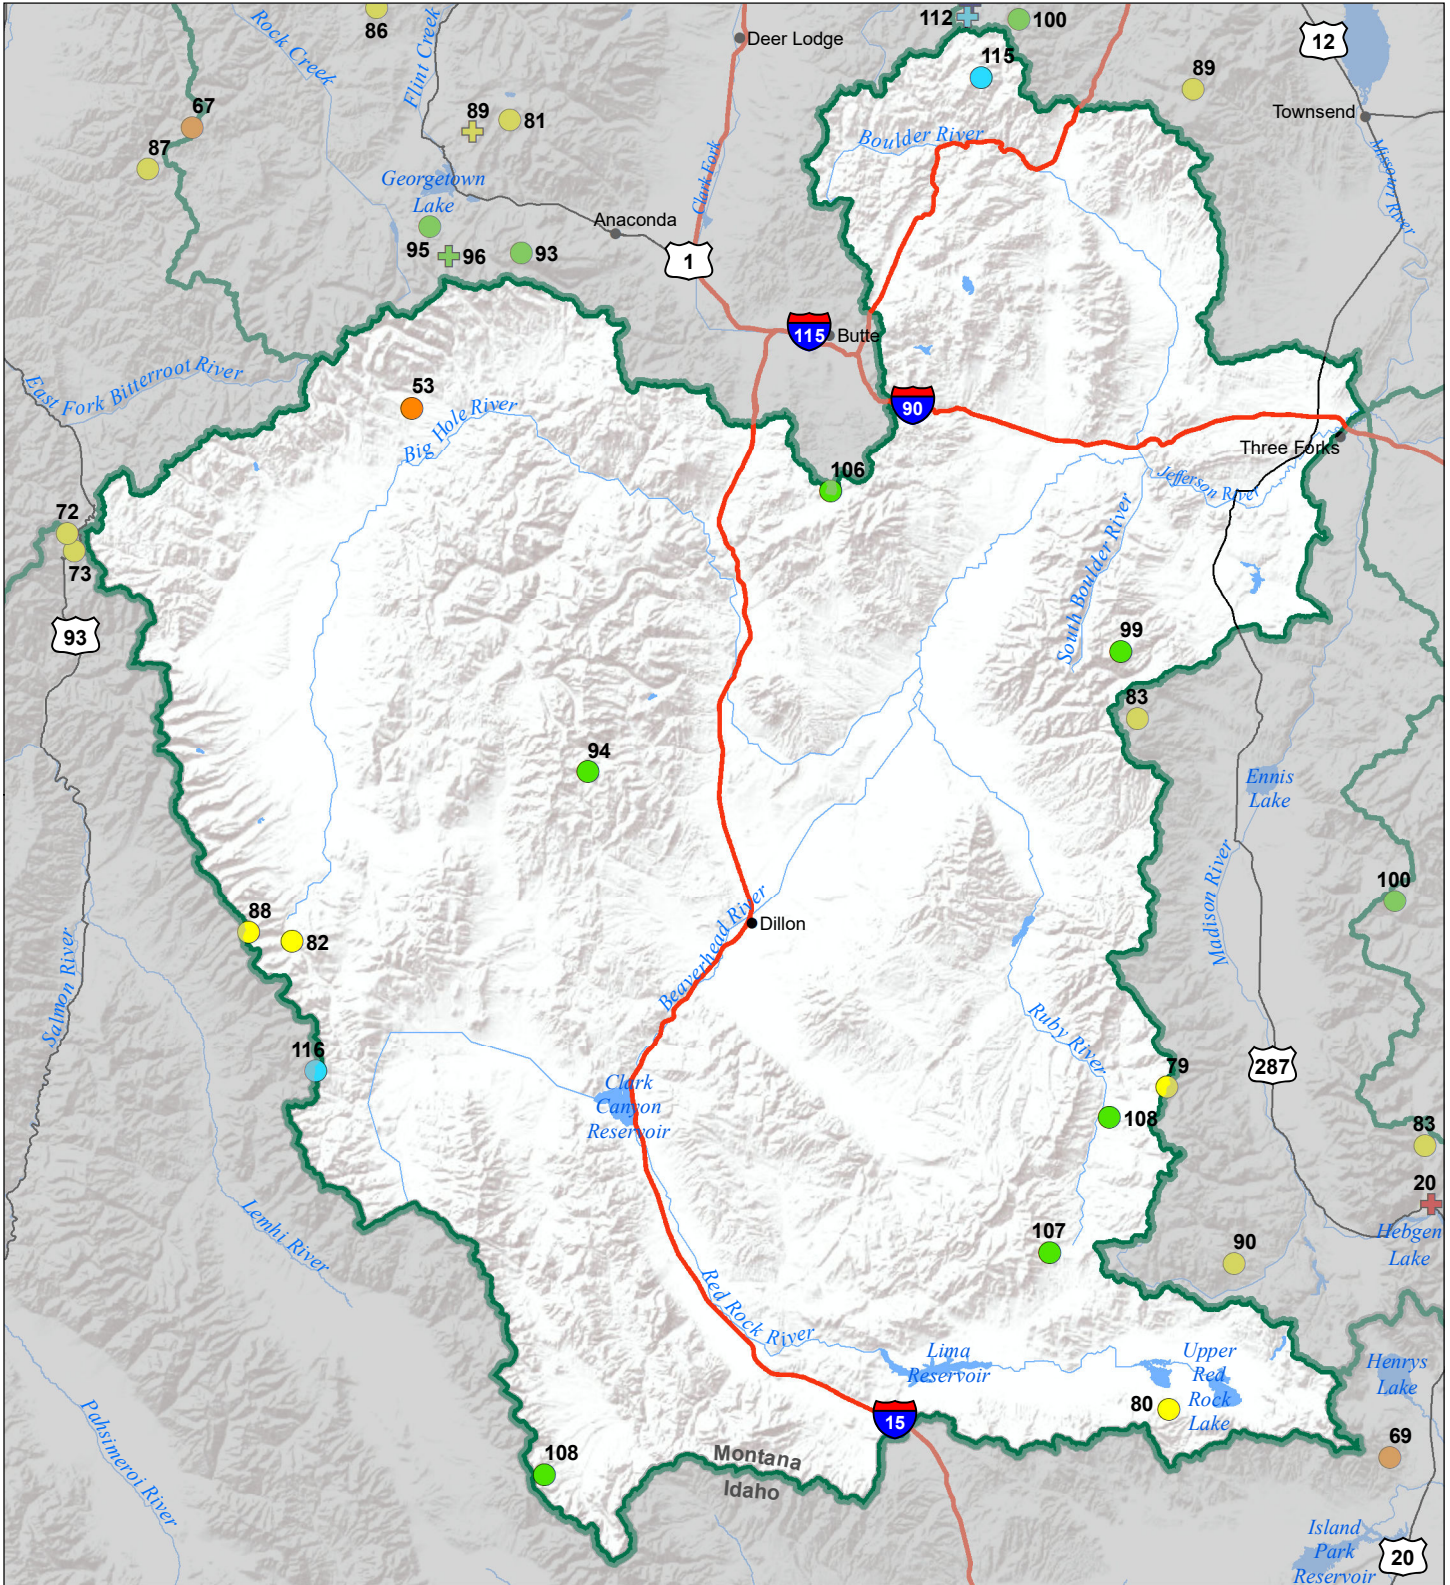 86
Rock Creek
Flint Creek
Deer Lodge
112
100
12
115
89
67
89
81
Townsend
Boulder River
87
Georgetown
Lake
Clark Fork
Missouri River
Anaconda
95
96
93
1
115
Butte
East Fork Bitterroot River
53
90
Big Hole River
Three Forks
106
Jefferson River
72
73
South Boulder River
93
99
83
94
Ennis
Lake
Madison River
100
88
82
Beaverhead River
Dillon
Salmon River
Ruby River
116
79
287
Clark
Canyon
Reservoir
108
83
20
Lemhi River
Hebgen
Lake
107
90
Red Rock River
Lima
Reservoir
Upper
Red
Rock
Lake
Henrys
Lake
80
15
69
Pahsimeroi River
108
Montana
Idaho
Island
Park
Reservoir
20